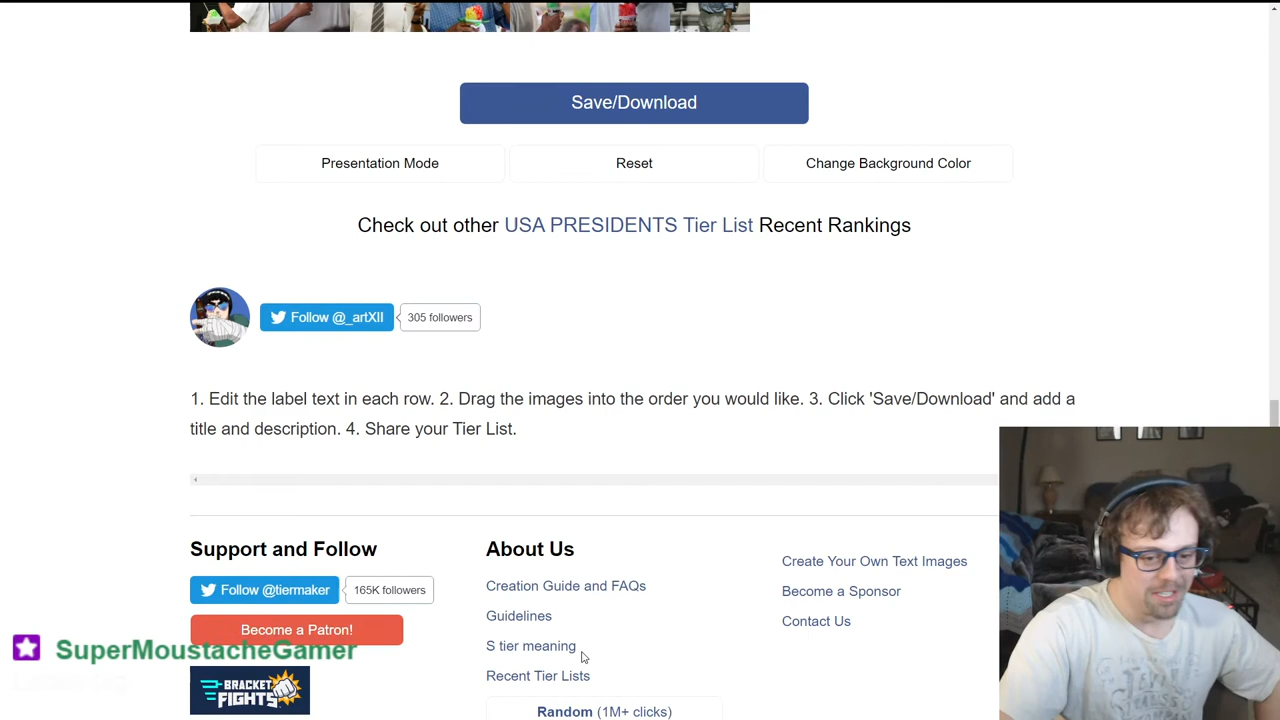 Save/Download
Presentation Mode
Reset
Change Background Color
Check out other USA PRESIDENTS Tier List Recent Rankings
Follow @_artXII
305 followers
1. Edit the label text in each row. 2. Drag the images into the order you would like. 3. Click 'Save/Download' and add a
title and description. 4. Share your Tier List.
Support and Follow
Follow @tiermaker
165K followers
Become a Patron!
SuperMoustacheGamer
BRACKET
FIGHTS
About Us
Creation Guide and FAQs
Guidelines
S tier meaning
Recent Tier Lists
Random (1M+ clicks)
Create Your Own Text Images
Become a Sponsor
Contact Us